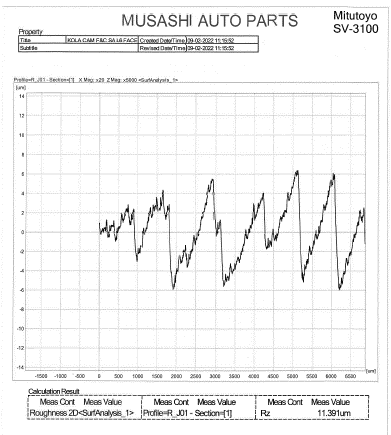 MUSASHI AUTO PARTS
Mitutoyo
SV-3100
Property
Title KOLA CAM F&C SA L6 FACE Created Date/Time 09-02-2022 11:15:52
Subtitle Revised Date/Time 09-02-2022 11:15:52
Profile=R_J01 - Section=[1] X Mag: x20 Z Mag: x5000 <SurfAnalysis_1>
[um]
14
12
10
8
6
4
2
0
-2
-4
-6
-8
-10
-12
-14
-1500 -1000 -500 0 500 1000 1500 2000 2500 3000 3500 4000 4500 5000 5500 6000 6500 [um]
Calculation Result
Meas Cont Meas Value Meas Cont Meas Value Meas Cont Meas Value
Roughness 2D<SurfAnalysis_1> Profile=R_J01 - Section=[1] Rz 11.391um